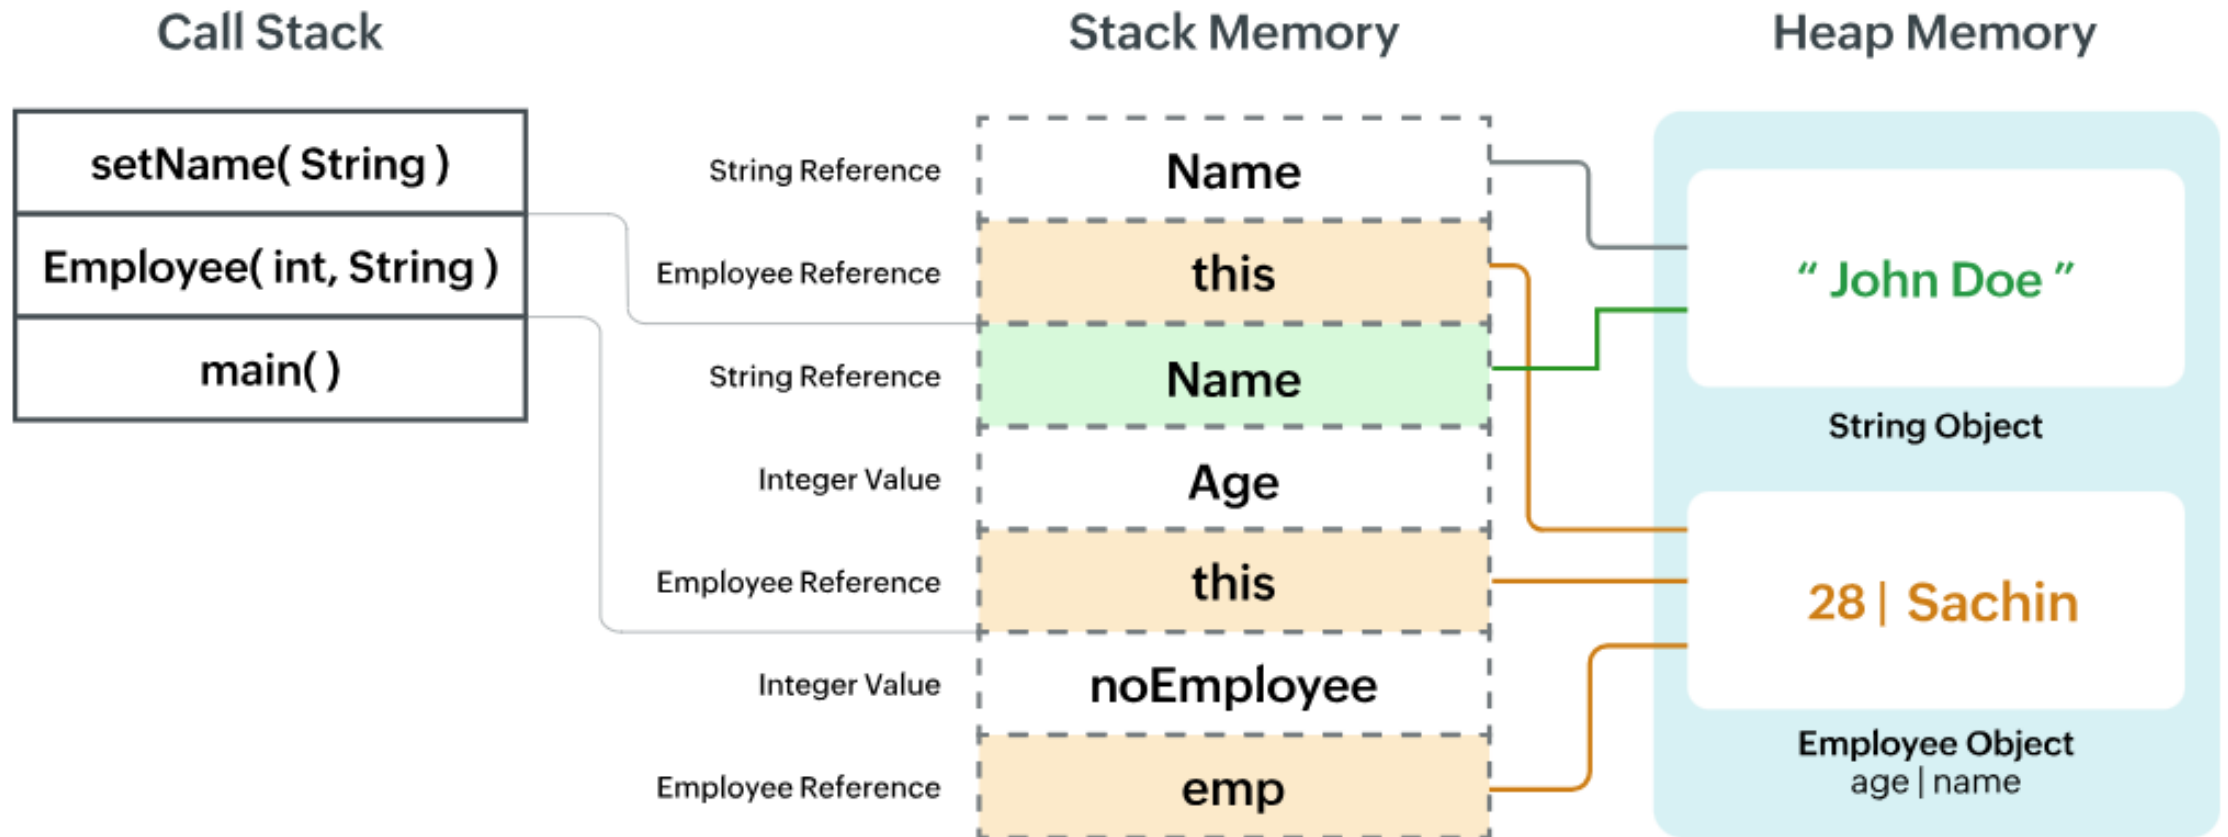 Call Stack
Stack Memory
Heap Memory
setName( String )
Employee( int, String )
main( )
String Reference
Name
Employee Reference
this
String Reference
Name
Integer Value
Age
Employee Reference
this
Integer Value
noEmployee
Employee Reference
emp
“ John Doe ”
String Object
28 | Sachin
Employee Object
age | name